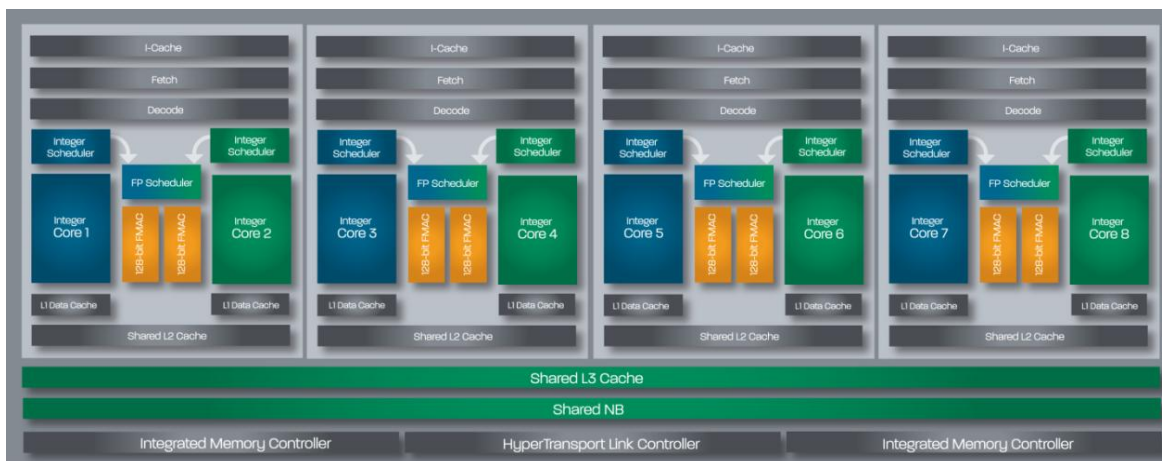 I-Cache
Fetch
Decode
Integer
Scheduler
Integer
Scheduler
FP Scheduler
Integer
Core 1
128-bit FMAC
128-bit FMAC
Integer
Core 2
L1 Data Cache
L1 Data Cache
Shared L2 Cache
I-Cache
Fetch
Decode
Integer
Scheduler
Integer
Scheduler
FP Scheduler
Integer
Core 3
128-bit FMAC
128-bit FMAC
Integer
Core 4
L1 Data Cache
L1 Data Cache
Shared L2 Cache
I-Cache
Fetch
Decode
Integer
Scheduler
Integer
Scheduler
FP Scheduler
Integer
Core 5
128-bit FMAC
128-bit FMAC
Integer
Core 6
L1 Data Cache
L1 Data Cache
Shared L2 Cache
I-Cache
Fetch
Decode
Integer
Scheduler
Integer
Scheduler
FP Scheduler
Integer
Core 7
128-bit FMAC
128-bit FMAC
Integer
Core 8
L1 Data Cache
L1 Data Cache
Shared L2 Cache
Shared L3 Cache
Shared NB
Integrated Memory Controller
HyperTransport Link Controller
Integrated Memory Controller